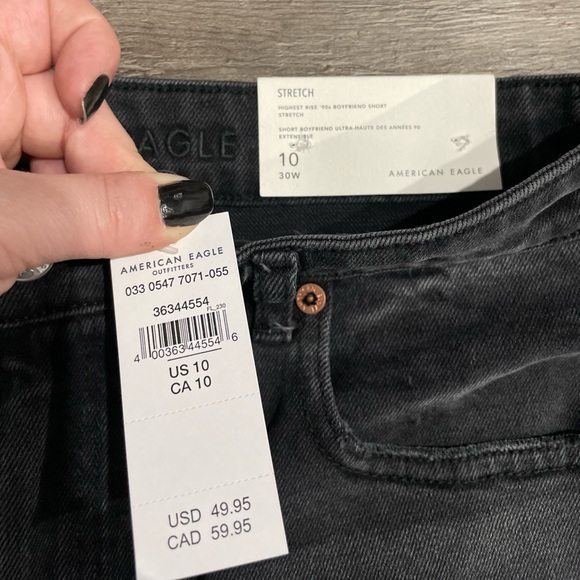 STRETCH
HIGHEST RISE '90s BOYFRIEND SHORT
STRETCH
SHORT BOYFRIEND ULTRA-HAUTE DES ANNÉES 90
EXTENSIBLE
10
30W
AMERICAN EAGLE
EAGLE
AMERICAN EAGLE
OUTFITTERS
033 0547 7071-055
36344554
FL_230
4 00363 44554 6
US 10
CA 10
USD 49.95
CAD 59.95